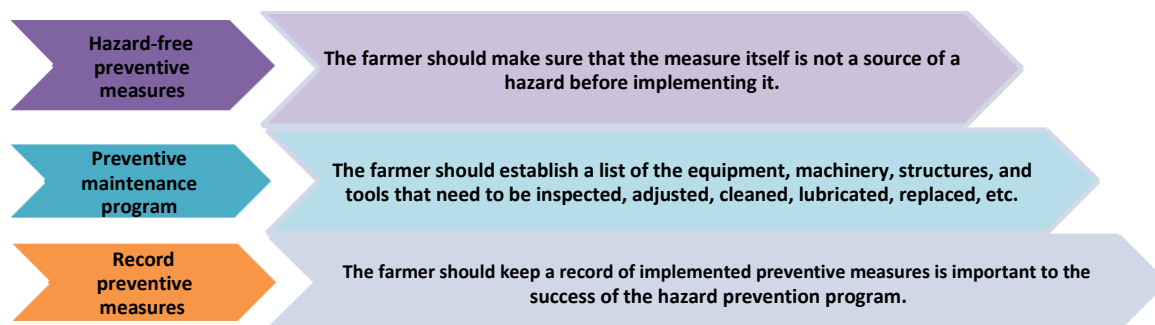 Hazard-free
preventive
measures
The farmer should make sure that the measure itself is not a source of a
hazard before implementing it.
Preventive
maintenance
program
The farmer should establish a list of the equipment, machinery, structures, and
tools that need to be inspected, adjusted, cleaned, lubricated, replaced, etc.
Record
preventive
measures
The farmer should keep a record of implemented preventive measures is important to the
success of the hazard prevention program.